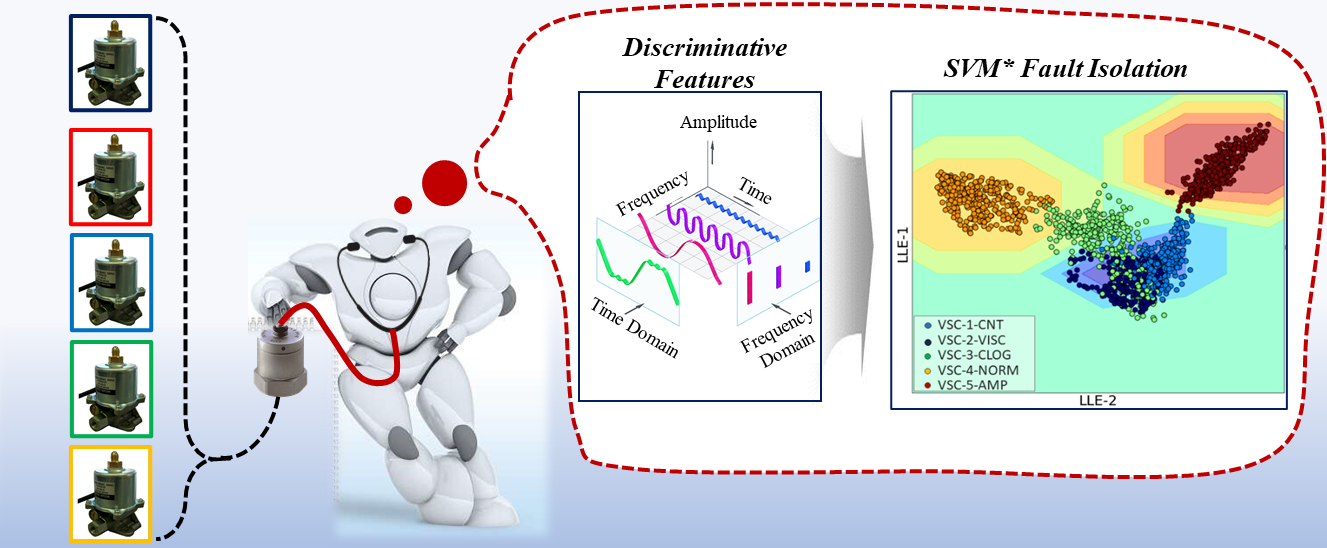 Discriminative
Features
SVM* Fault Isolation
Amplitude
Frequency
Time
Time Domain
Frequency
Domain
LLE-1
VSC-1-CNT
VSC-2-VISC
VSC-3-CLOG
VSC-4-NORM
VSC-5-AMP
LLE-2